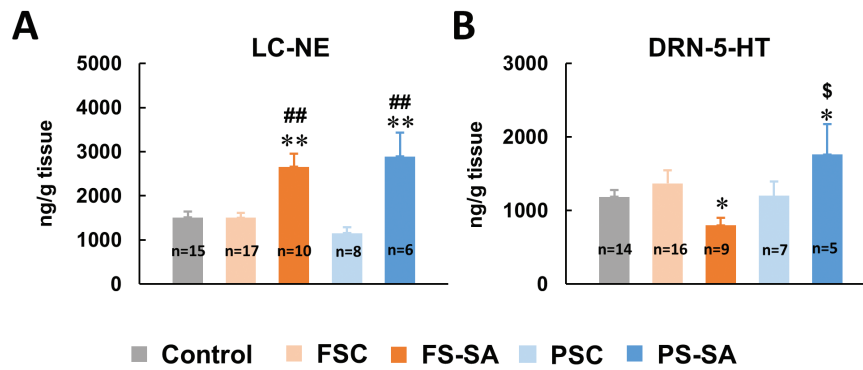 A
LC-NE
ng/g tissue
5000
4000
3000
2000
1000
0
##
**
##
**
n=15
n=17
n=10
n=8
n=6
B
DRN-5-HT
ng/g tissue
3000
2000
1000
0
*
$
*
n=14
n=16
n=9
n=7
n=5
Control FSC FS-SA PSC PS-SA